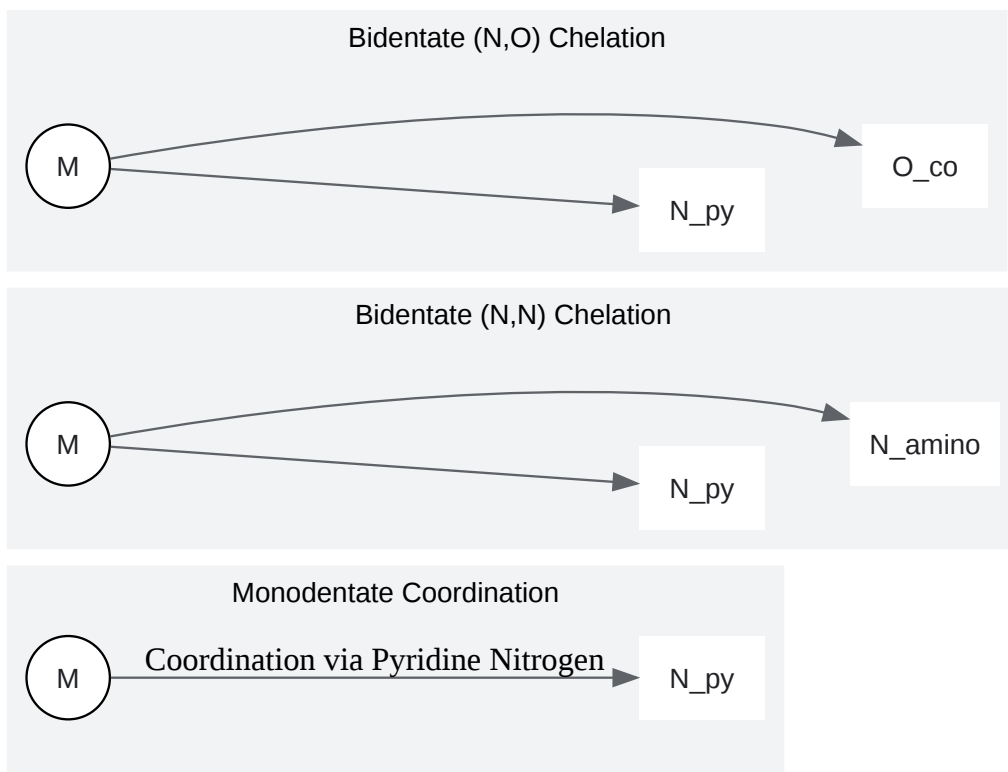 Bidentate (N,O) Chelation
M
O_co
N_py
Bidentate (N,N) Chelation
M
N_amino
N_py
Monodentate Coordination
M
Coordination via Pyridine Nitrogen
N_py